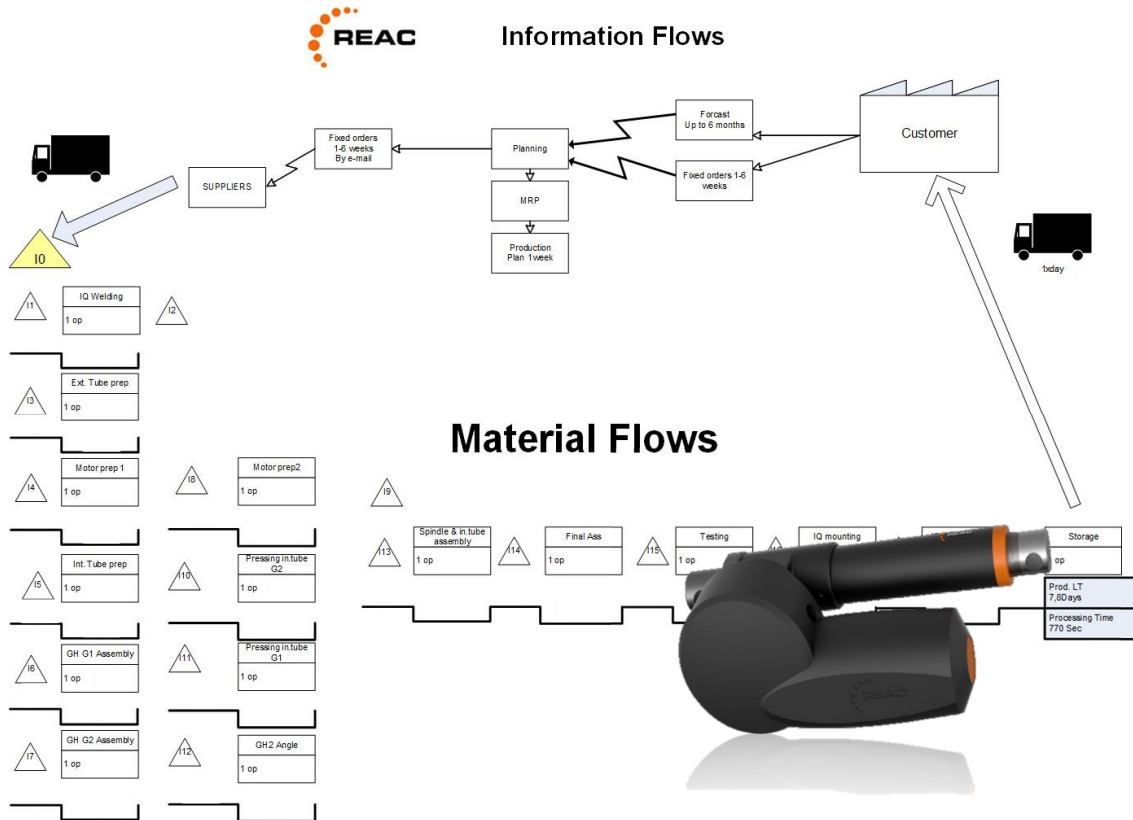 REAC
Information Flows
Forcast
Up to 6 months
Customer
Fixed orders
1-6 weeks
By e-mail
Planning
SUPPLIERS
Fixed orders 1-6
weeks
MRP
Production
Plan 1week
1xday
I0
I1
IQ Welding
1 op
I2
I3
Ext. Tube prep
1 op
Material Flows
I4
Motor prep 1
1 op
I8
Motor prep2
1 op
I9
I13
Spindle & in.tube
assembly
1 op
I14
Final Ass
1 op
I15
Testing
1 op
IQ mounting
REAC
Storage
op
I5
Int. Tube prep
1 op
I10
Pressing in.tube
G2
1 op
Prod. LT
7,8Days
Processing Time
770 Sec
I6
GH G1 Assembly
1 op
I11
Pressing in.tube
G1
1 op
REAC
I7
GH G2 Assembly
1 op
I12
GH2 Angle
1 op